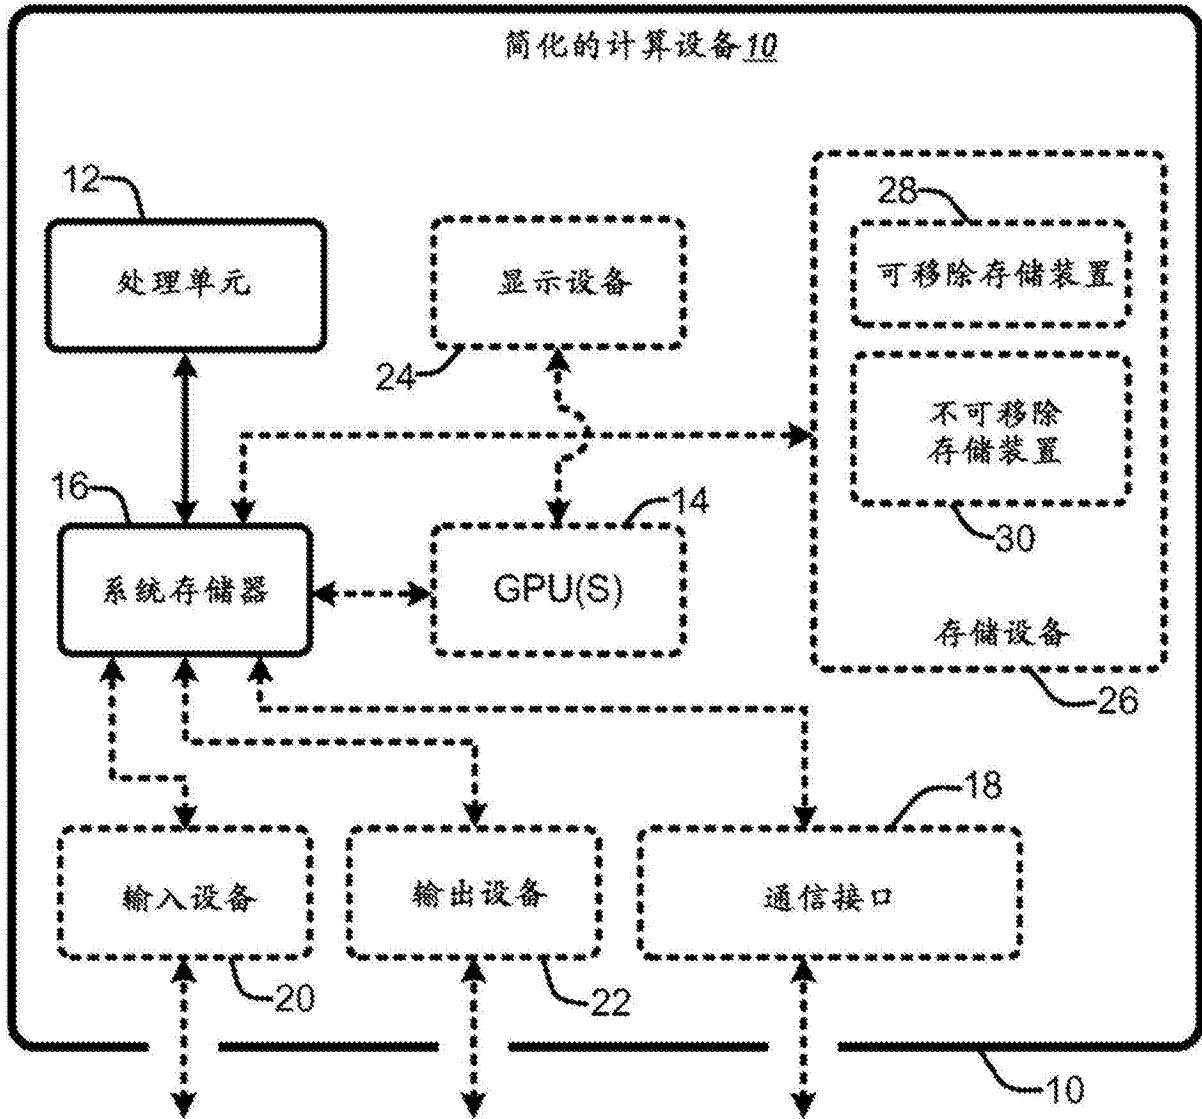 简化的计算设备10
12
处理单元
显示设备
24
28
可移除存储装置
不可移除
存储装置
30
存储设备
26
16
系统存储器
14
GPU(S)
18
输入设备
20
输出设备
22
通信接口
10